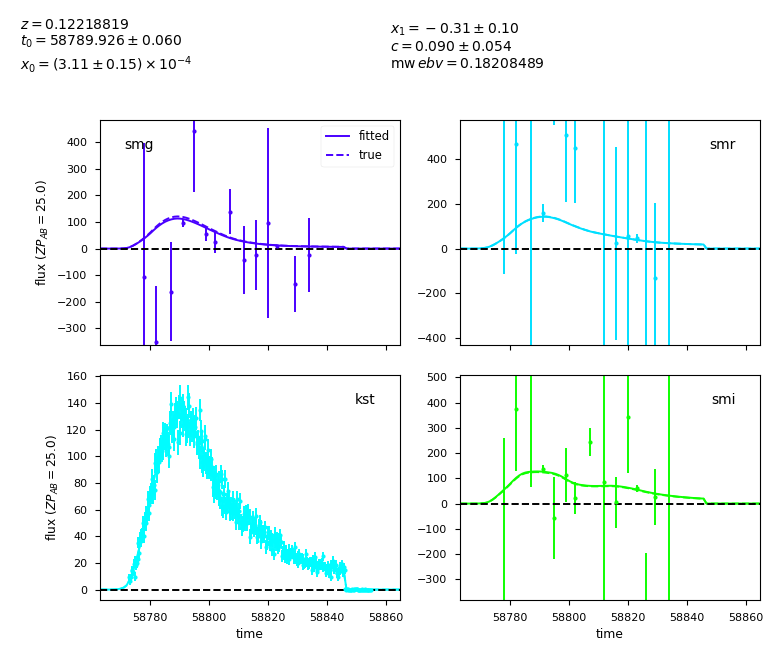 z = 0.12218819
t₀ = 58789.926 ± 0.060
x₀ = (3.11 ± 0.15) × 10⁻⁴
x₁ = −0.31 ± 0.10
c = 0.090 ± 0.054
mw ebv = 0.18208489
flux (ZP_AB = 25.0)
400
300
200
100
0
−100
−200
−300
smg
fitted
true
400
200
0
−200
−400
smr
flux (ZP_AB = 25.0)
160
140
120
100
80
60
40
20
0
kst
58780
58800
58820
58840
58860
time
500
400
300
200
100
0
−100
−200
−300
smi
58780
58800
58820
58840
58860
time